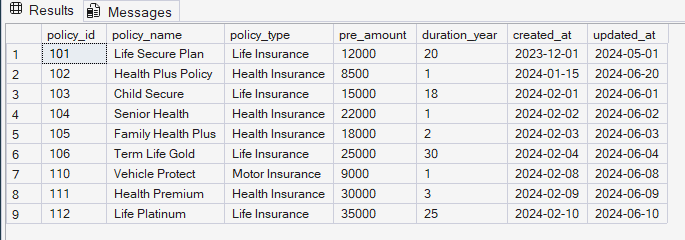 Results Messages
policy_id policy_name policy_type pre_amount duration_year created_at updated_at
1 101 Life Secure Plan Life Insurance 12000 20 2023-12-01 2024-05-01
2 102 Health Plus Policy Health Insurance 8500 1 2024-01-15 2024-06-20
3 103 Child Secure Life Insurance 15000 18 2024-02-01 2024-06-01
4 104 Senior Health Health Insurance 22000 1 2024-02-02 2024-06-02
5 105 Family Health Plus Health Insurance 18000 2 2024-02-03 2024-06-03
6 106 Term Life Gold Life Insurance 25000 30 2024-02-04 2024-06-04
7 110 Vehicle Protect Motor Insurance 9000 1 2024-02-08 2024-06-08
8 111 Health Premium Health Insurance 30000 3 2024-02-09 2024-06-09
9 112 Life Platinum Life Insurance 35000 25 2024-02-10 2024-06-10